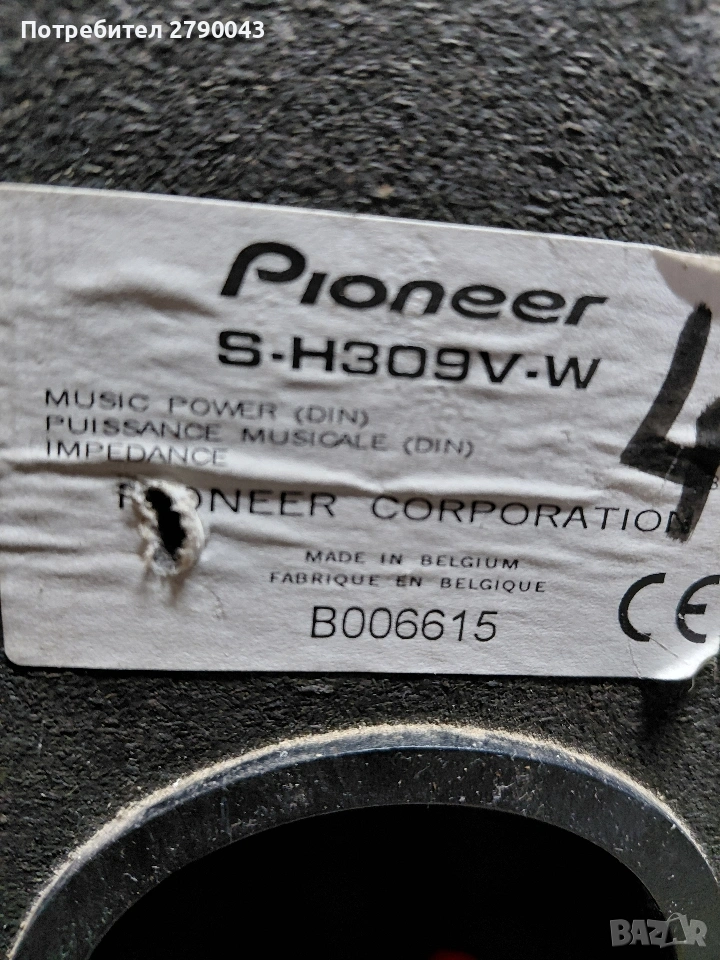 Потребител 2790043
Pioneer
S-H309V-W
MUSIC POWER (DIN)
PUISSANCE MUSICALE (DIN)
IMPEDANCE
4
PIONEER CORPORATION
MADE IN BELGIUM
FABRIQUE EN BELGIQUE
B006615
CE
BAZAR